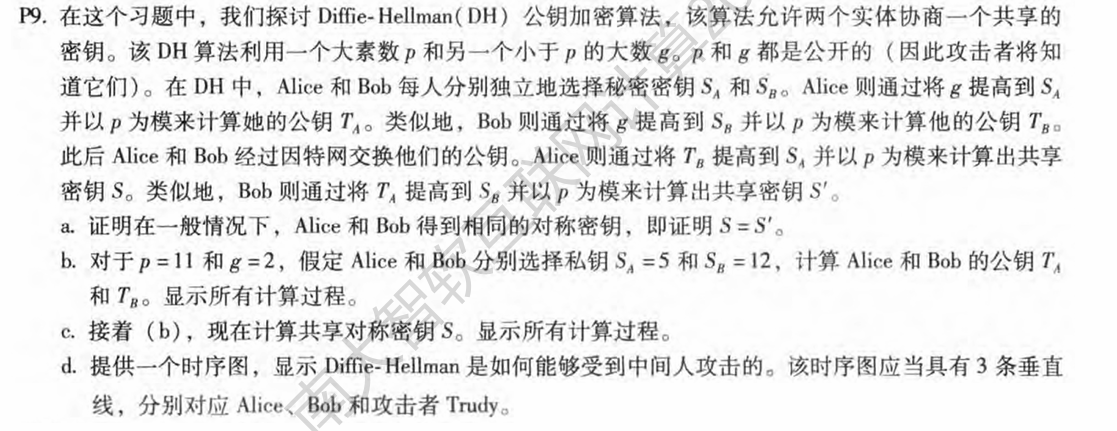 P9. 在这个习题中，我们探讨 Diffie-Hellman（DH）公钥加密算法，该算法允许两个实体协商一个共享的
密钥。该 DH 算法利用一个大素数 p 和另一个小于 p 的大数 g。p 和 g 都是公开的（因此攻击者将知
道它们）。在 DH 中，Alice 和 Bob 每人分别独立地选择秘密密钥 S_A 和 S_B。Alice 则通过将 g 提高到 S_A
并以 p 为模来计算她的公钥 T_A。类似地，Bob 则通过将 g 提高到 S_B 并以 p 为模来计算他的公钥 T_B。
此后 Alice 和 Bob 经过因特网交换他们的公钥。Alice 则通过将 T_B 提高到 S_A 并以 p 为模来计算出共享
密钥 S。类似地，Bob 则通过将 T_A 提高到 S_B 并以 p 为模来计算出共享密钥 S′。
a. 证明在一般情况下，Alice 和 Bob 得到相同的对称密钥，即证明 S = S′。
b. 对于 p = 11 和 g = 2，假定 Alice 和 Bob 分别选择私钥 S_A = 5 和 S_B = 12，计算 Alice 和 Bob 的公钥 T_A
和 T_B。显示所有计算过程。
c. 接着（b），现在计算共享对称密钥 S。显示所有计算过程。
d. 提供一个时序图，显示 Diffie-Hellman 是如何能够受到中间人攻击的。该时序图应当具有 3 条垂直
线，分别对应 Alice、Bob 和攻击者 Trudy。
南大智软互联网计算2